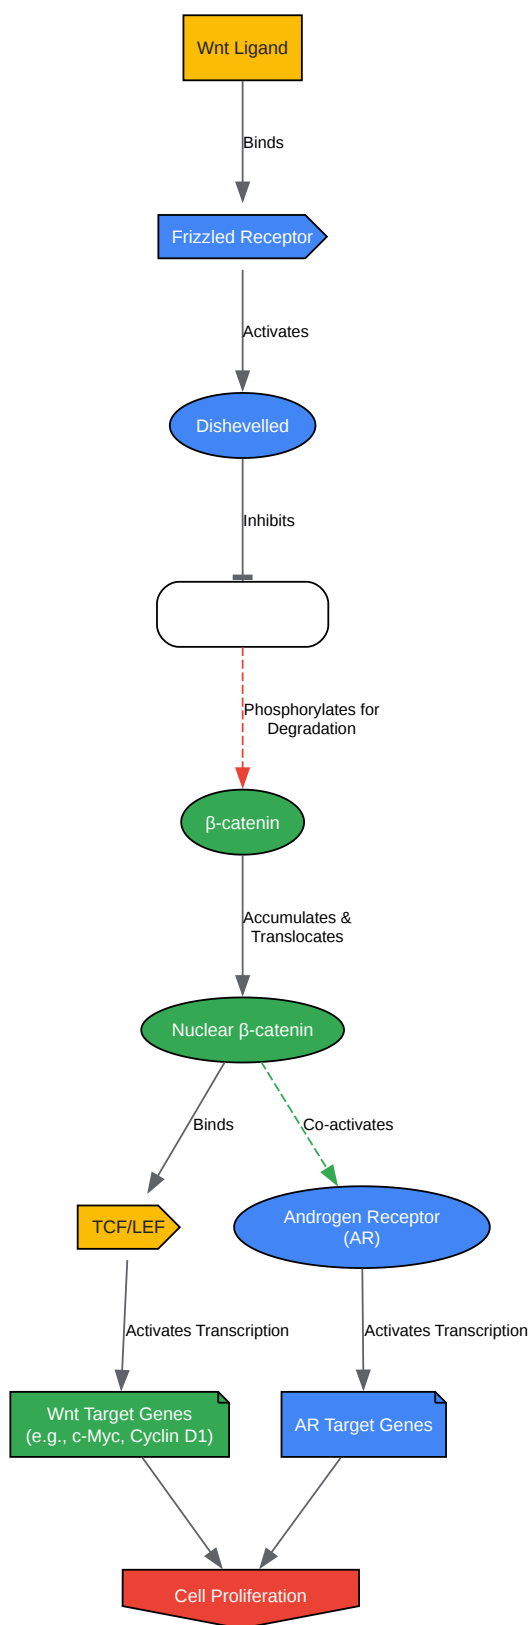 Wnt Ligand
Binds
Frizzled Receptor
Activates
Dishevelled
Inhibits
Phosphorylates for
Degradation
β-catenin
Accumulates &
Translocates
Nuclear β-catenin
Binds
Co-activates
TCF/LEF
Androgen Receptor
(AR)
Activates Transcription
Activates Transcription
Wnt Target Genes
(e.g., c-Myc, Cyclin D1)
AR Target Genes
Cell Proliferation